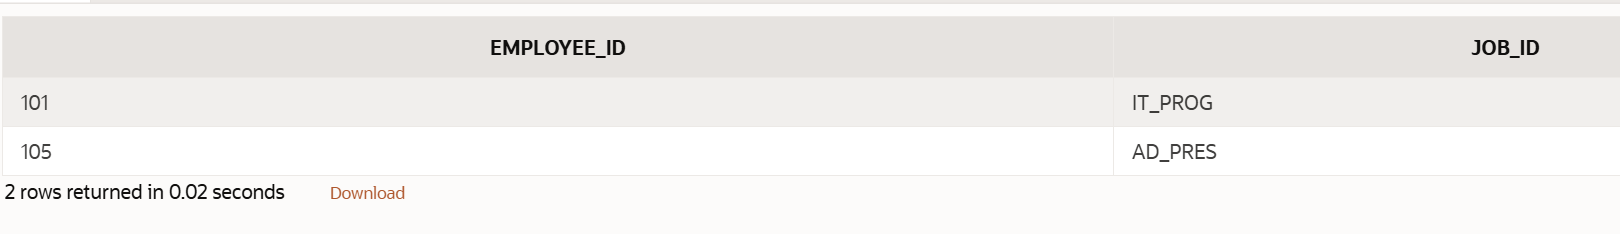 EMPLOYEE_ID JOB_ID
101 IT_PROG
105 AD_PRES
2 rows returned in 0.02 seconds Download